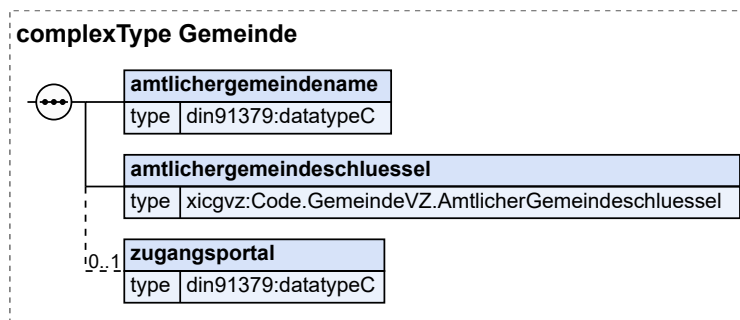 complexType Gemeinde
amtlichergemeindename
type din91379:datatypeC
amtlichergemeindeschluessel
type xicgvz:Code.GemeindeVZ.AmtlicherGemeindeschluessel
zugangsportal
0..1
type din91379:datatypeC